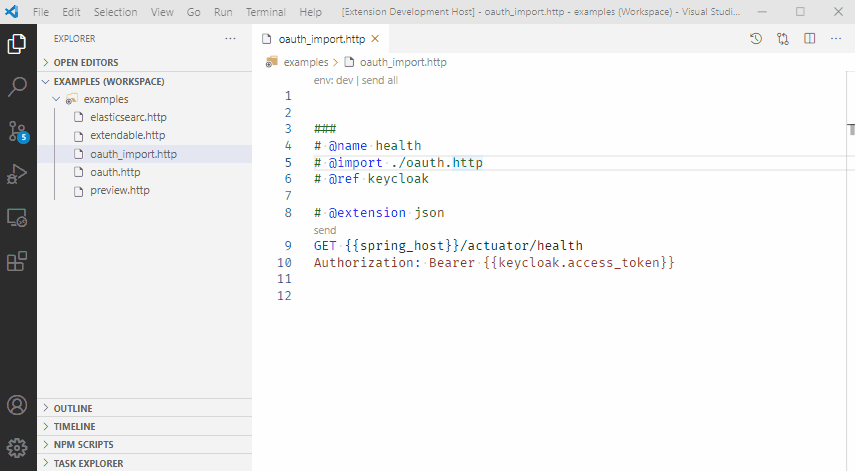 File Edit Selection View Go Run Terminal Help [Extension Development Host] - oauth_import.http - examples (Workspace) - Visual Studi...
EXPLORER ...
OPEN EDITORS
EXAMPLES (WORKSPACE)
examples
elasticsearc.http
extendable.http
oauth_import.http
oauth.http
preview.http
OUTLINE
TIMELINE
NPM SCRIPTS
TASK EXPLORER
5
oauth_import.http
examples > oauth_import.http
env: dev | send all
1
2
3 ###
4 # @name health
5 # @import ./oauth.http
6 # @ref keycloak
7
8 # @extension json
send
9 GET {{spring_host}}/actuator/health
10 Authorization: Bearer {{keycloak.access_token}}
11
12